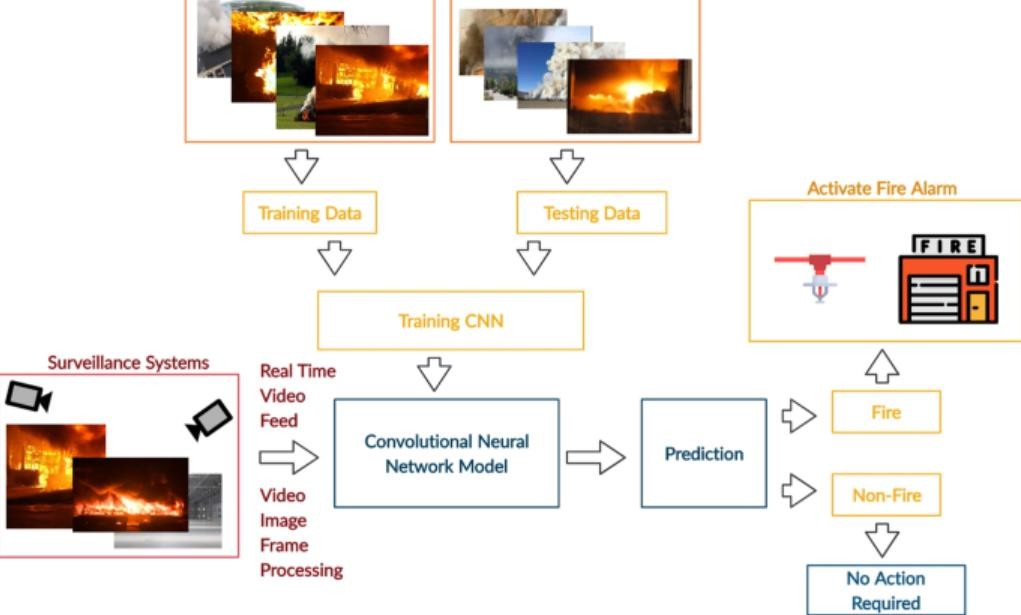 Training Data
Testing Data
Activate Fire Alarm
FIRE
Training CNN
Surveillance Systems
Real Time
Video
Feed
Convolutional Neural
Network Model
Prediction
Fire
Non-Fire
Video
Image
Frame
Processing
No Action
Required